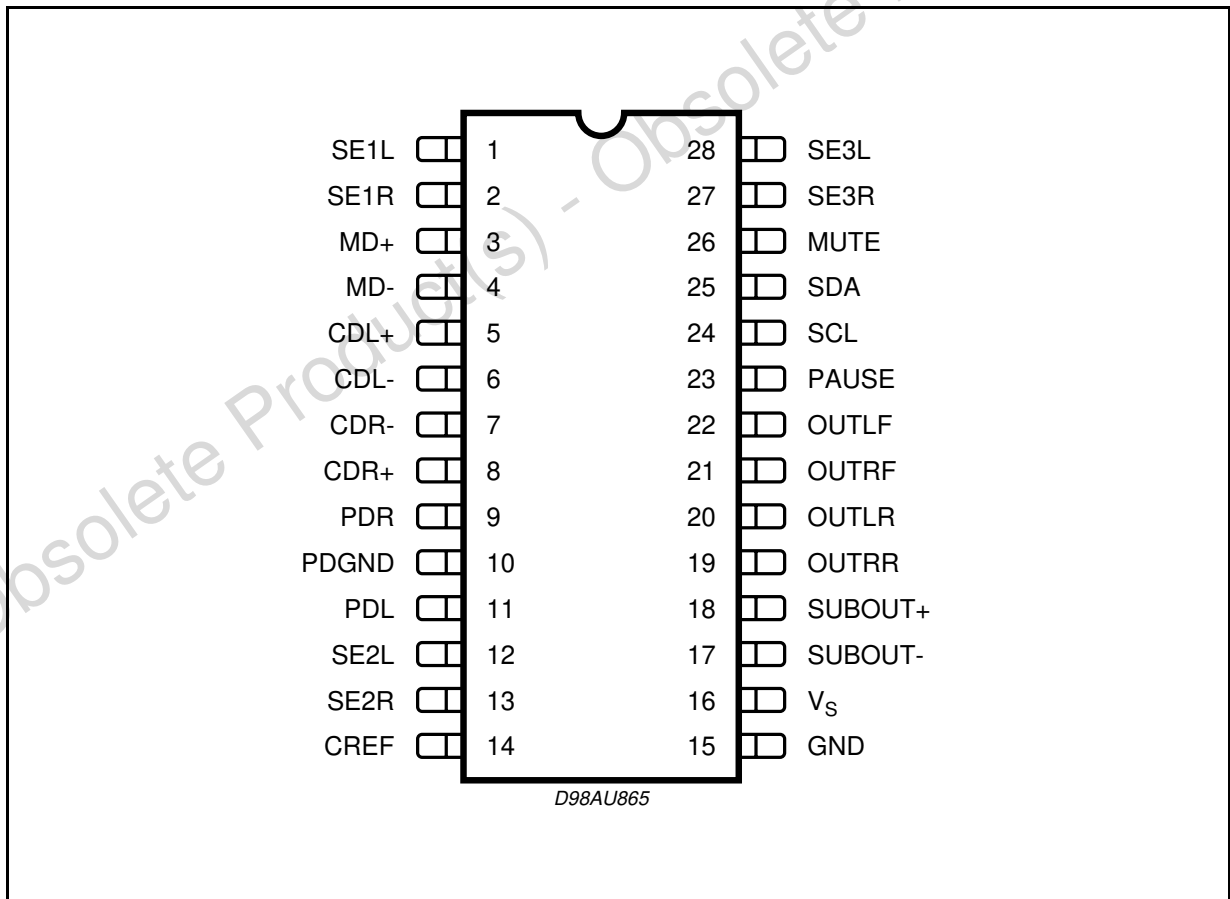 SE1L 1 28 SE3L
SE1R 2 27 SE3R
MD+ 3 26 MUTE
MD- 4 25 SDA
CDL+ 5 24 SCL
CDL- 6 23 PAUSE
CDR- 7 22 OUTLF
CDR+ 8 21 OUTRF
PDR 9 20 OUTLR
PDGND 10 19 OUTRR
PDL 11 18 SUBOUT+
SE2L 12 17 SUBOUT-
SE2R 13 16 VS
CREF 14 15 GND
D98AU865
Obsolete Product(s) - Obsolete